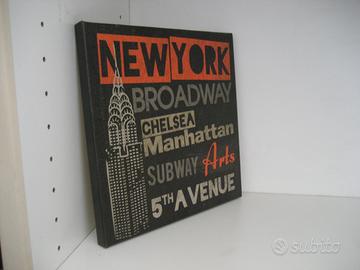 NEW YORK
BROADWAY
CHELSEA
Manhattan
SUBWAY Arts
5TH AVENUE
subito